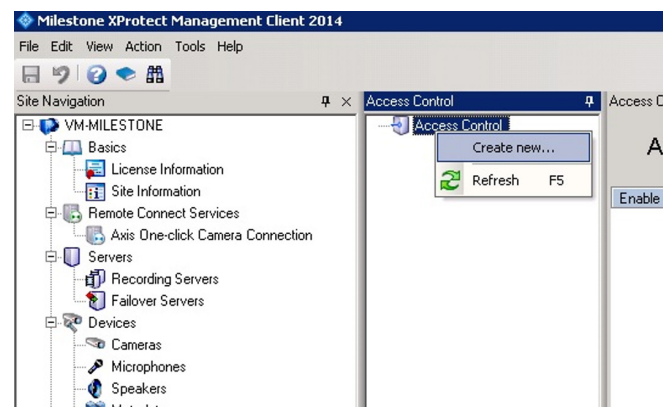 Milestone XProtect Management Client 2014
File Edit View Action Tools Help
Site Navigation
Access Control
VM-MILESTONE
Access Control
Basics
Create new...
License Information
Refresh F5
Site Information
Enable
Remote Connect Services
Axis One-click Camera Connection
Servers
Recording Servers
Failover Servers
Devices
Cameras
Microphones
Speakers